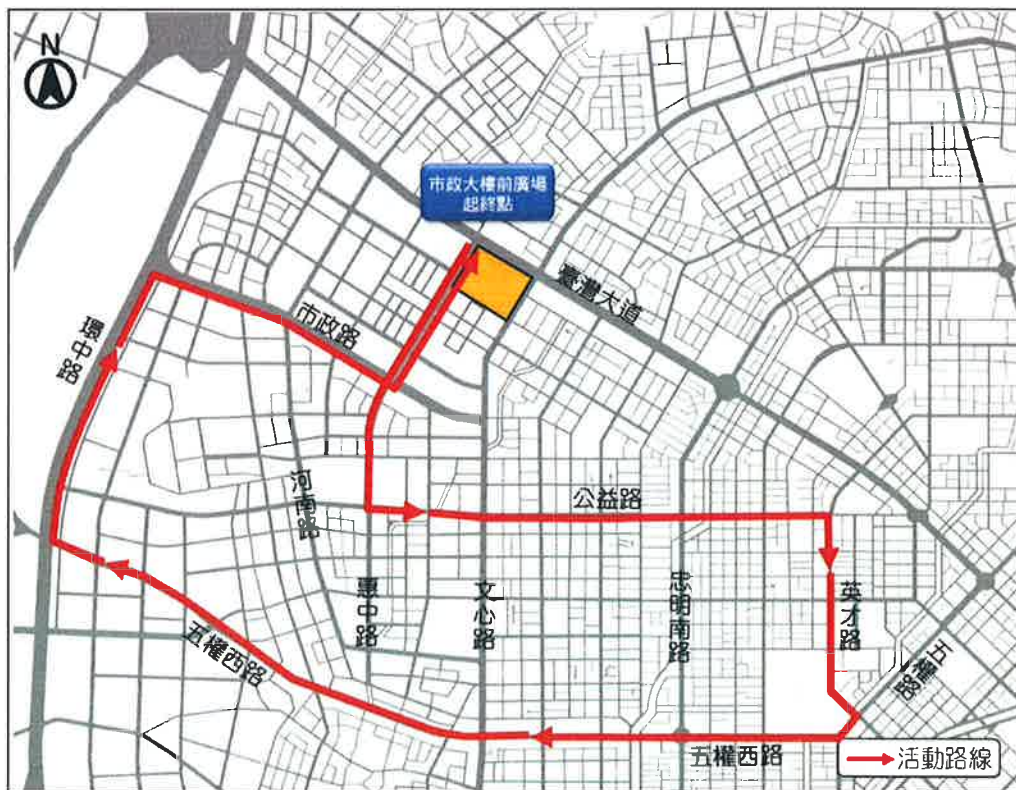 N
市政大樓前廣場
起終點
臺灣大道
市政路
環中路
公益路
河南路
惠中路
文心路
忠明南路
英才路
五權路
五權西路
五權西路
活動路線